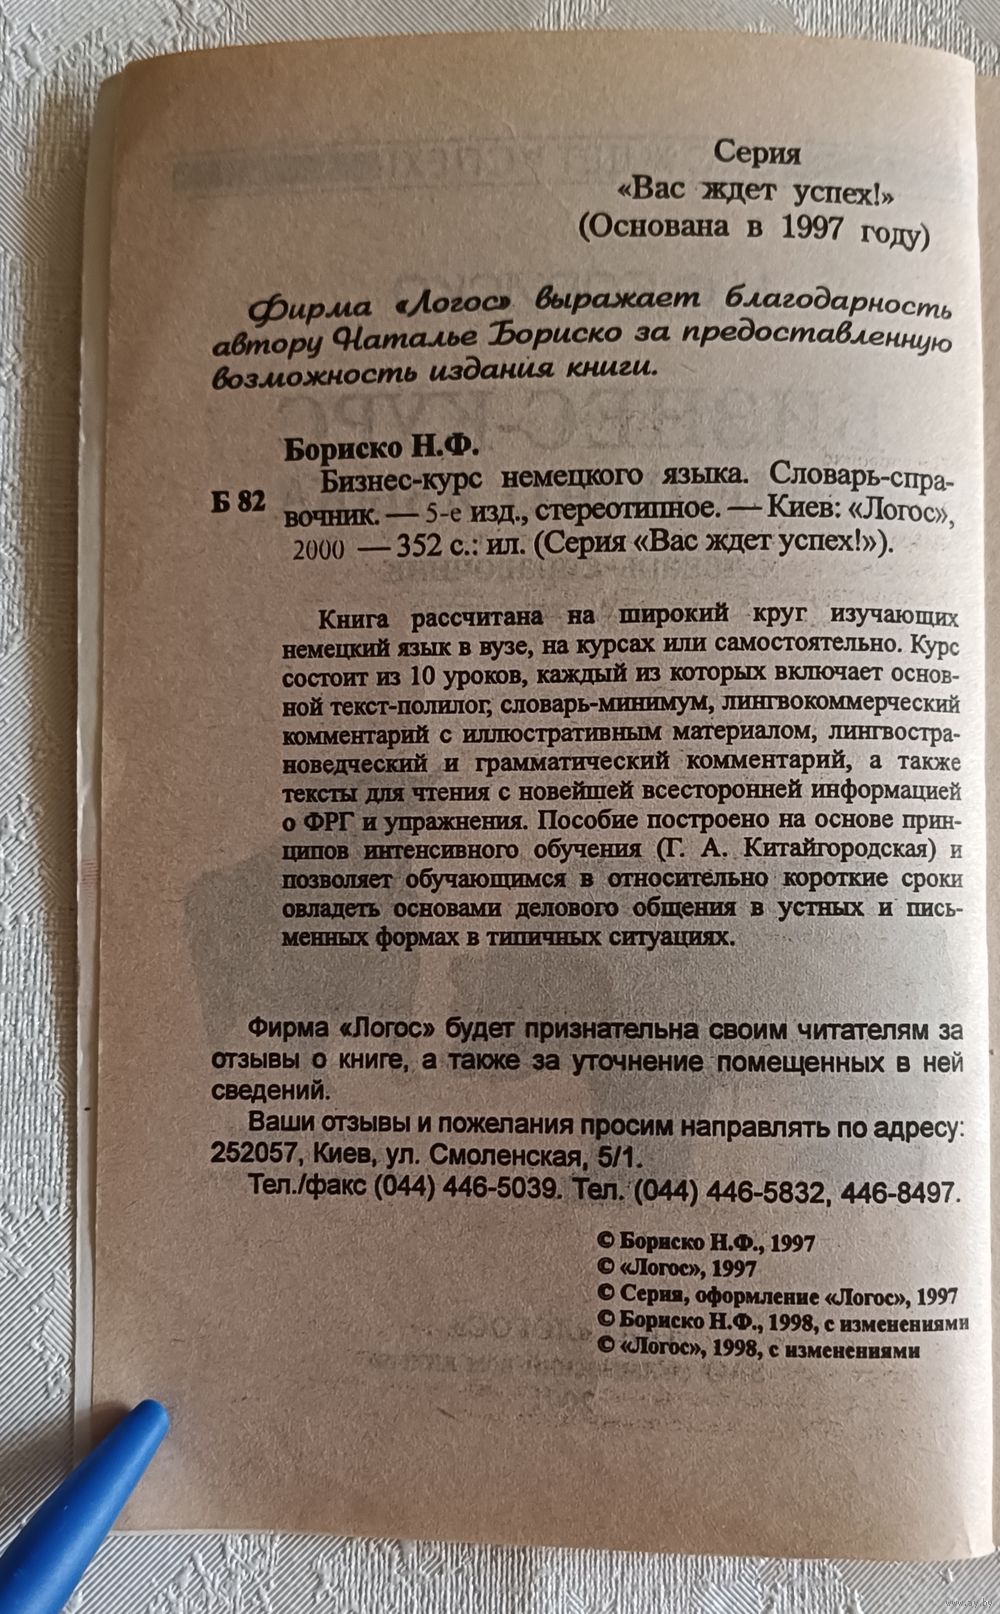 Серия
«Вас ждет успех!»
(Основана в 1997 году)
Фирма «Логос» выражает благодарность
автору Наталье Бориско за предоставленную
возможность издания книги.
Бориско Н.Ф.
Бизнес-курс немецкого языка. Словарь-спра-
Б 82 вочник. — 5-е изд., стереотипное. — Киев: «Логос»,
2000 — 352 с.: ил. (Серия «Вас ждет успех!»).
Книга рассчитана на широкий круг изучающих
немецкий язык в вузе, на курсах или самостоятельно. Курс
состоит из 10 уроков, каждый из которых включает основ-
ной текст-полилог, словарь-минимум, лингвокоммерческий
комментарий с иллюстративным материалом, лингвостра-
новедческий и грамматический комментарий, а также
тексты для чтения с новейшей всесторонней информацией
о ФРГ и упражнения. Пособие построено на основе прин-
ципов интенсивного обучения (Г. А. Китайгородская) и
позволяет обучающимся в относительно короткие сроки
овладеть основами делового общения в устных и пись-
менных формах в типичных ситуациях.
Фирма «Логос» будет признательна своим читателям за
отзывы о книге, а также за уточнение помещенных в ней
сведений.
Ваши отзывы и пожелания просим направлять по адресу:
252057, Киев, ул. Смоленская, 5/1.
Тел./факс (044) 446-5039. Тел. (044) 446-5832, 446-8497.
© Бориско Н.Ф., 1997
© «Логос», 1997
© Серия, оформление «Логос», 1997
© Бориско Н.Ф., 1998, с изменениями
© «Логос», 1998, с изменениями
www.ay.by